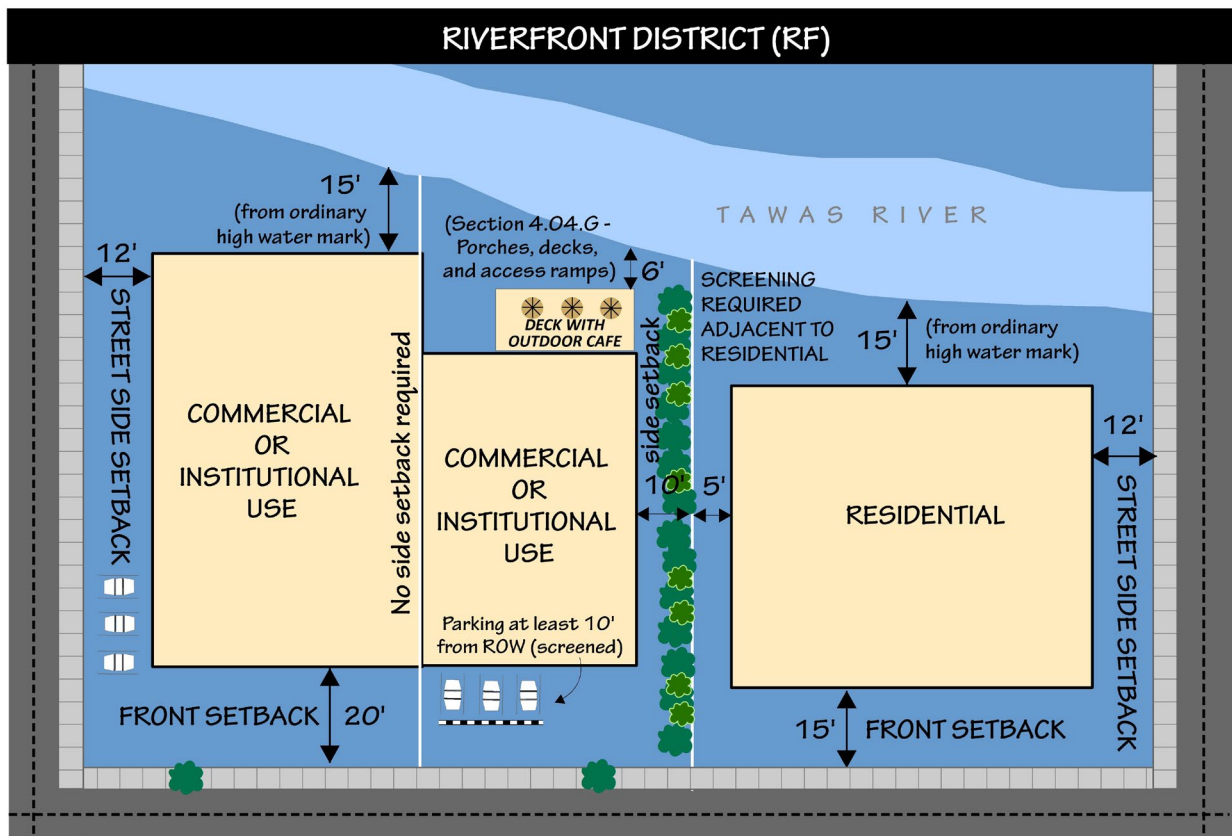 RIVERFRONT DISTRICT (RF)
15'
(from ordinary
high water mark)
12'
STREET SIDE SETBACK
COMMERCIAL
OR
INSTITUTIONAL
USE
No side setback required
FRONT SETBACK
20'
(Section 4.04.G -
Porches, decks,
and access ramps)
6'
DECK WITH
OUTDOOR CAFE
COMMERCIAL
OR
INSTITUTIONAL
USE
side setback
10'
Parking at least 10'
from ROW (screened)
TAWAS RIVER
SCREENING
REQUIRED
ADJACENT TO
RESIDENTIAL
5'
15'
(from ordinary
high water mark)
RESIDENTIAL
12'
STREET SIDE SETBACK
15'
FRONT SETBACK